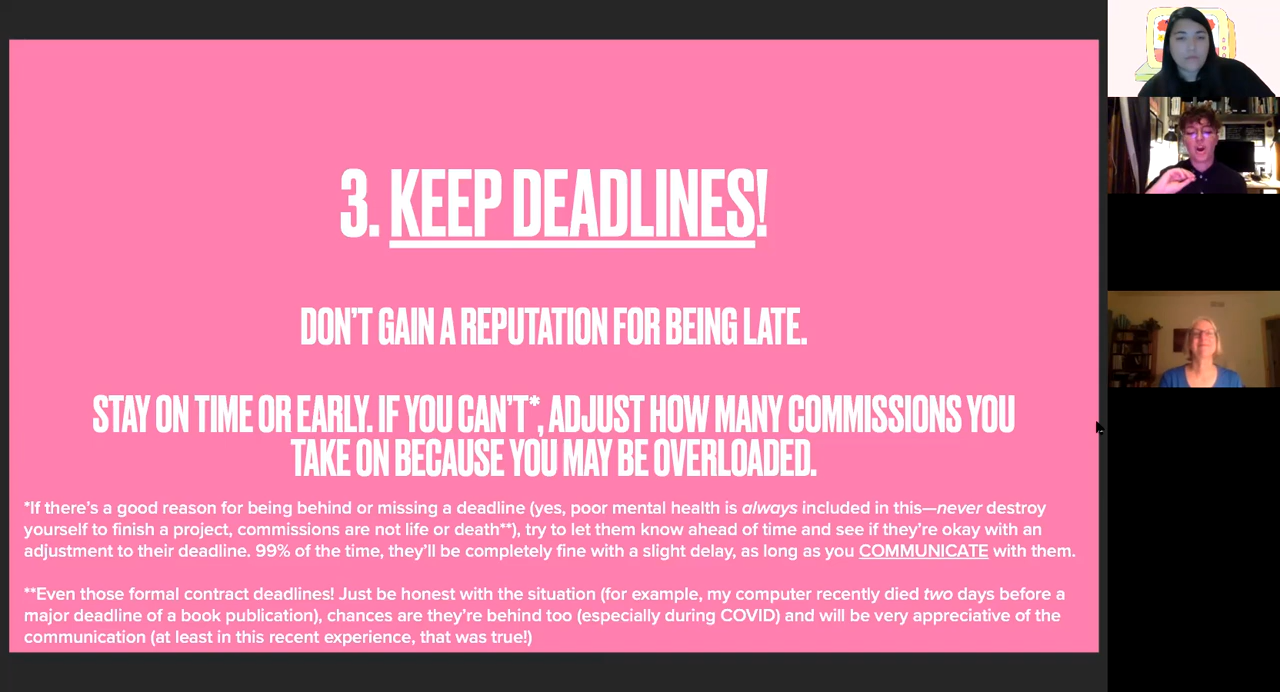 3. KEEP DEADLINES!
DON'T GAIN A REPUTATION FOR BEING LATE.
STAY ON TIME OR EARLY. IF YOU CAN'T*, ADJUST HOW MANY COMMISSIONS YOU
TAKE ON BECAUSE YOU MAY BE OVERLOADED.
*If there's a good reason for being behind or missing a deadline (yes, poor mental health is always included in this—never destroy
yourself to finish a project, commissions are not life or death**), try to let them know ahead of time and see if they're okay with an
adjustment to their deadline. 99% of the time, they'll be completely fine with a slight delay, as long as you COMMUNICATE with them.
**Even those formal contract deadlines! Just be honest with the situation (for example, my computer recently died two days before a
major deadline of a book publication), chances are they're behind too (especially during COVID) and will be very appreciative of the
communication (at least in this recent experience, that was true!)